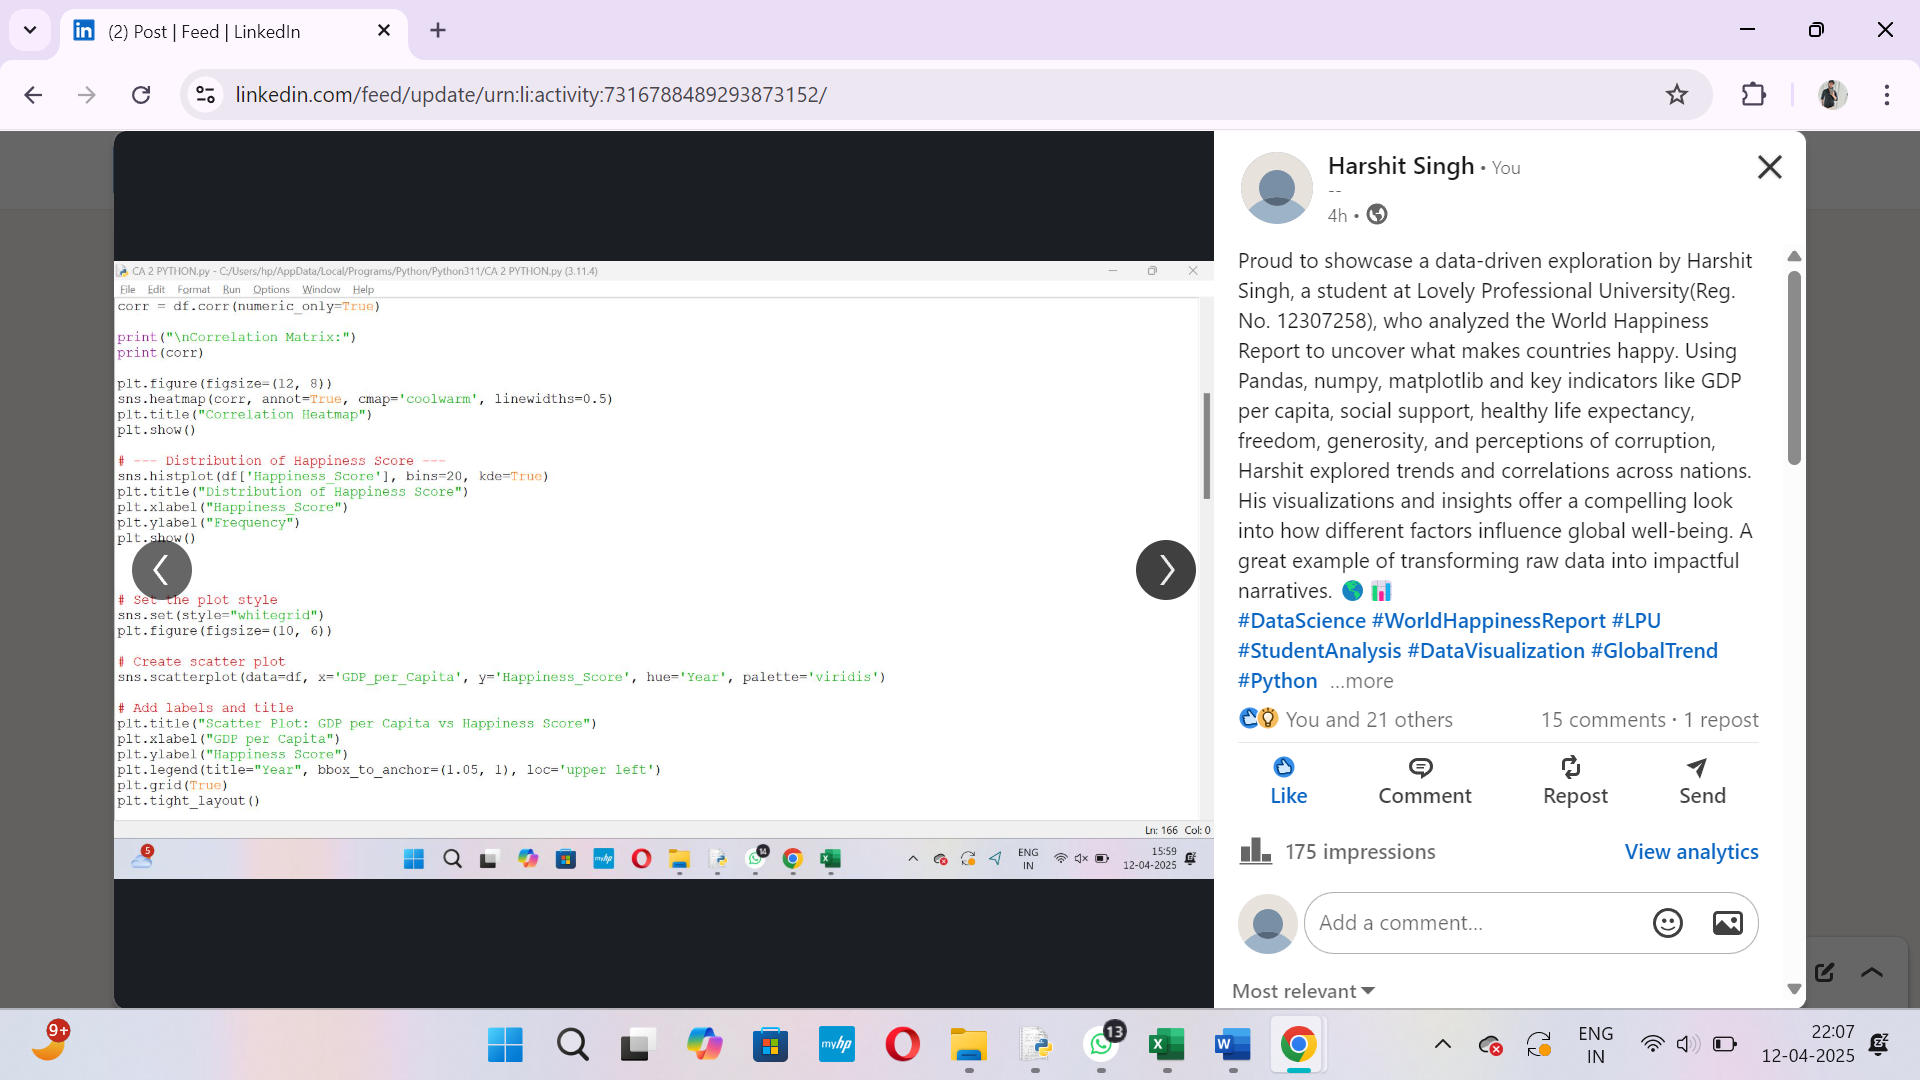 (2) Post | Feed | LinkedIn
linkedin.com/feed/update/urn:li:activity:7316788489293873152/
CA 2 PYTHON.py - C:/Users/hp/AppData/Local/Programs/Python/Python311/CA 2 PYTHON.py (3.11.4)
File Edit Format Run Options Window Help
corr = df.corr(numeric_only=True)
print("\nCorrelation Matrix:")
print(corr)
plt.figure(figsize=(12, 8))
sns.heatmap(corr, annot=True, cmap='coolwarm', linewidths=0.5)
plt.title("Correlation Heatmap")
plt.show()
# --- Distribution of Happiness Score ---
sns.histplot(df['Happiness_Score'], bins=20, kde=True)
plt.title("Distribution of Happiness Score")
plt.xlabel("Happiness_Score")
plt.ylabel("Frequency")
plt.show()
# Set the plot style
sns.set(style="whitegrid")
plt.figure(figsize=(10, 6))
# Create scatter plot
sns.scatterplot(data=df, x='GDP_per_Capita', y='Happiness_Score', hue='Year', palette='viridis')
# Add labels and title
plt.title("Scatter Plot: GDP per Capita vs Happiness Score")
plt.xlabel("GDP per Capita")
plt.ylabel("Happiness Score")
plt.legend(title="Year", bbox_to_anchor=(1.05, 1), loc='upper left')
plt.grid(True)
plt.tight_layout()
Ln: 166 Col: 0
5
myhp
14
ENG
IN
15:59
12-04-2025
Harshit Singh • You
--
4h •
Proud to showcase a data-driven exploration by Harshit
Singh, a student at Lovely Professional University(Reg.
No. 12307258), who analyzed the World Happiness
Report to uncover what makes countries happy. Using
Pandas, numpy, matplotlib and key indicators like GDP
per capita, social support, healthy life expectancy,
freedom, generosity, and perceptions of corruption,
Harshit explored trends and correlations across nations.
His visualizations and insights offer a compelling look
into how different factors influence global well-being. A
great example of transforming raw data into impactful
narratives. 🌎 📊
#DataScience #WorldHappinessReport #LPU
#StudentAnalysis #DataVisualization #GlobalTrend
#Python ...more
You and 21 others 15 comments • 1 repost
Like Comment Repost Send
175 impressions View analytics
Add a comment...
Most relevant
9+
myhp
13
ENG
IN
22:07
12-04-2025